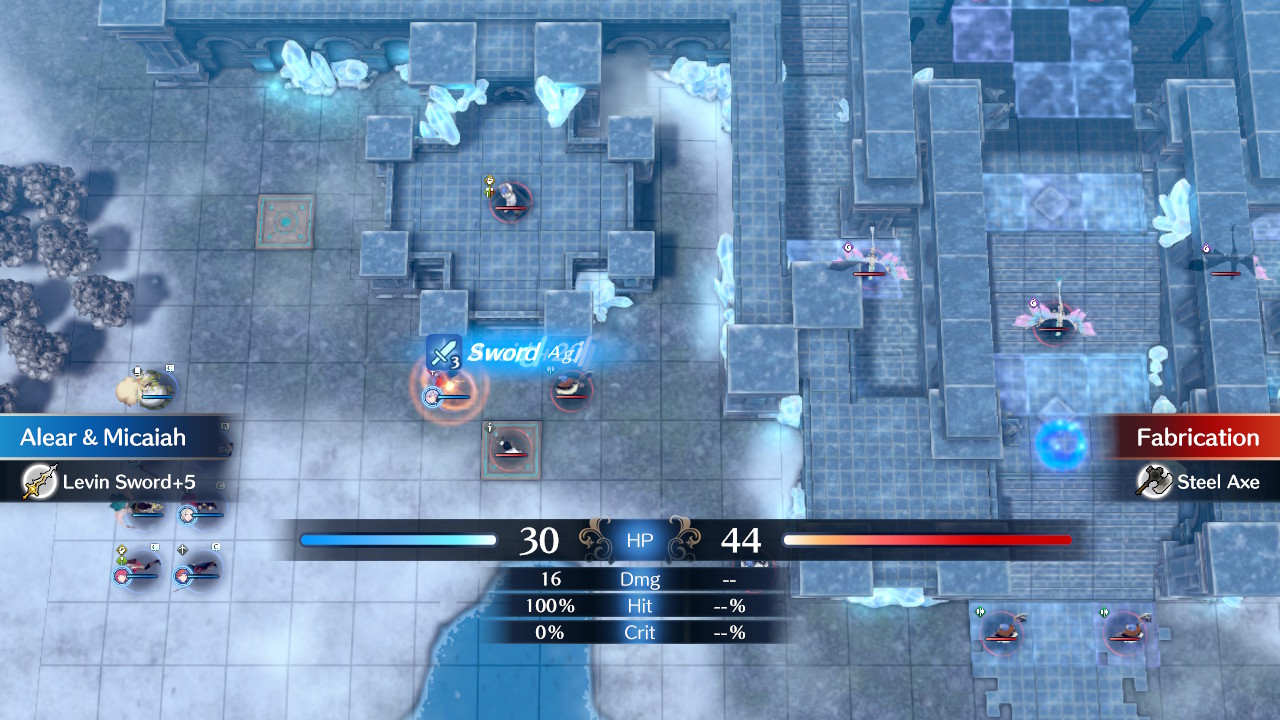 3 Sword Agi
Alear & Micaiah
Fabrication
Levin Sword+5
Steel Axe
30 HP 44
16 Dmg --
100% Hit --%
0% Crit --%